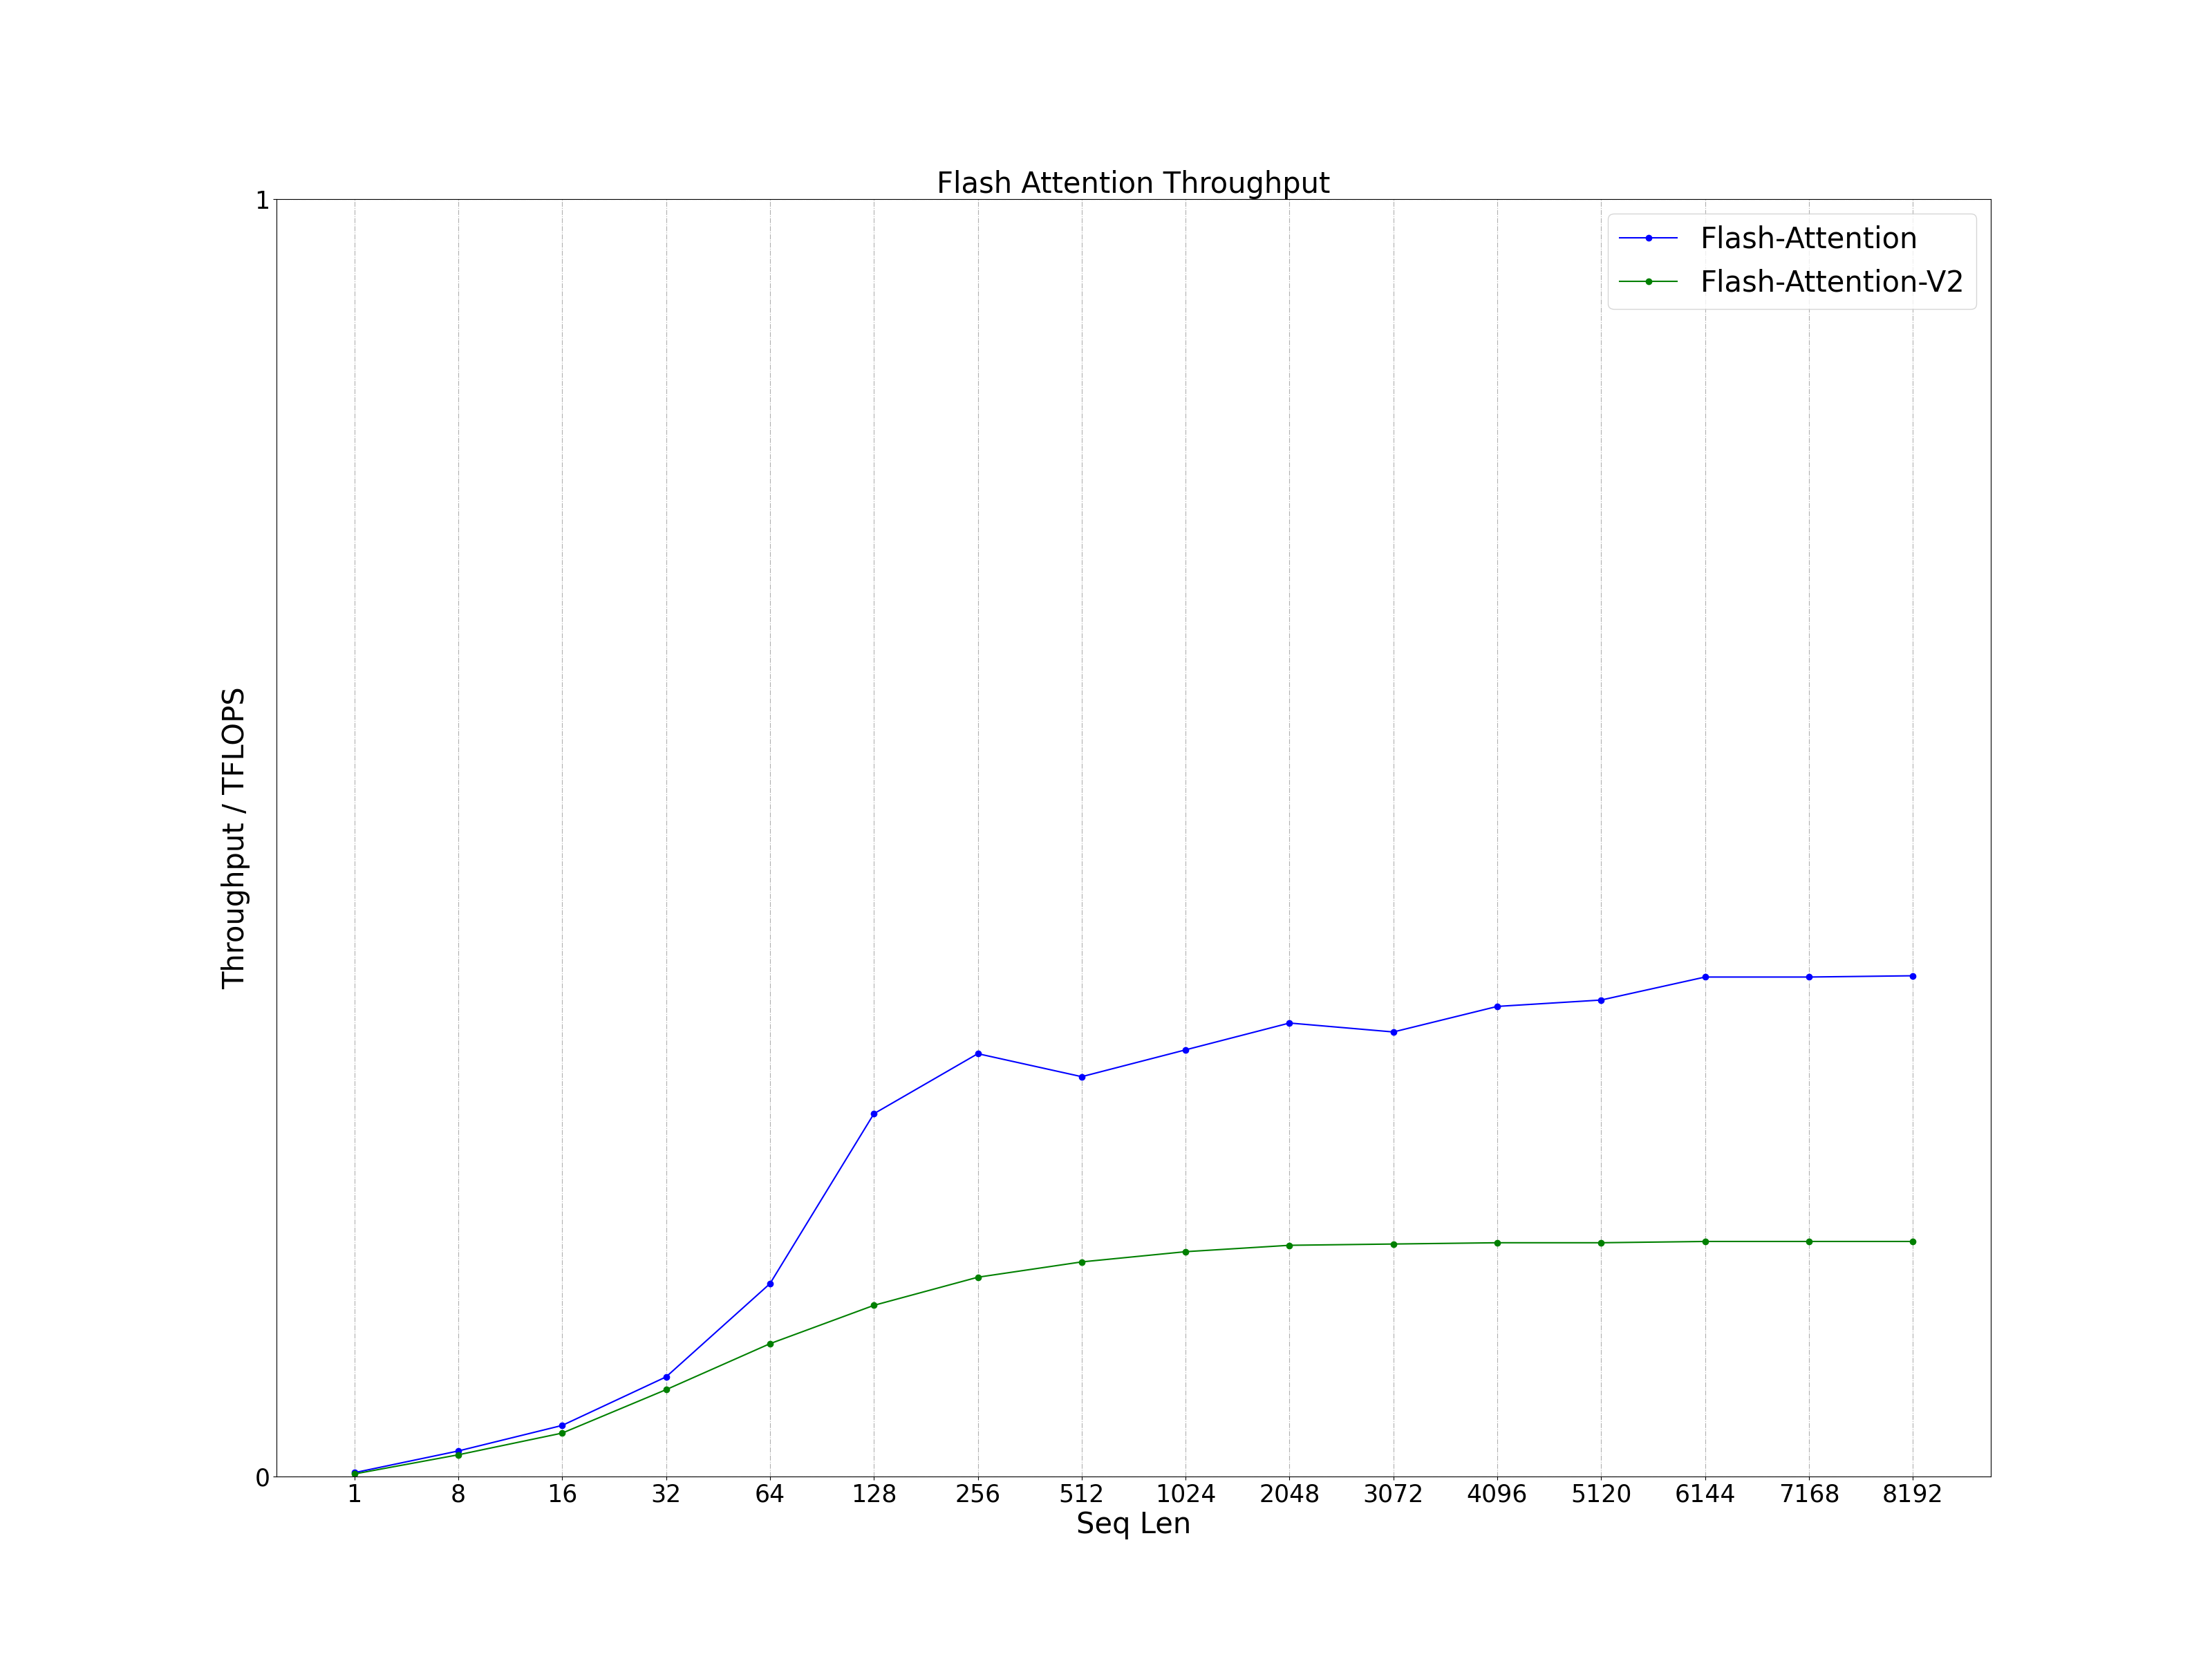 Flash Attention Throughput
1
Flash-Attention
Flash-Attention-V2
Throughput / TFLOPS
0
1 8 16 32 64 128 256 512 1024 2048 3072 4096 5120 6144 7168 8192
Seq Len